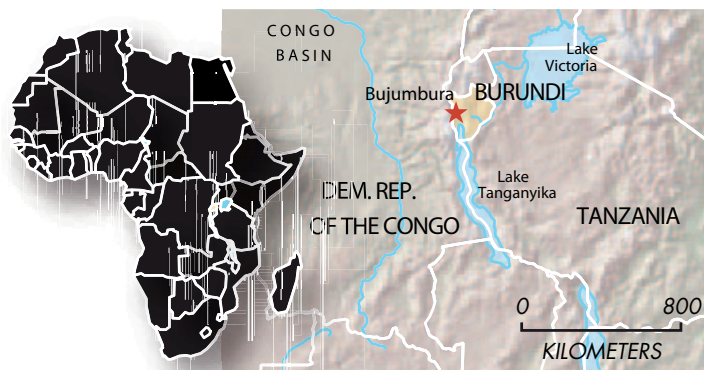 CONGO
BASIN
Lake
Victoria
Bujumbura
BURUNDI
Lake
Tanganyika
DEM. REP.
OF THE CONGO
TANZANIA
0 800
KILOMETERS